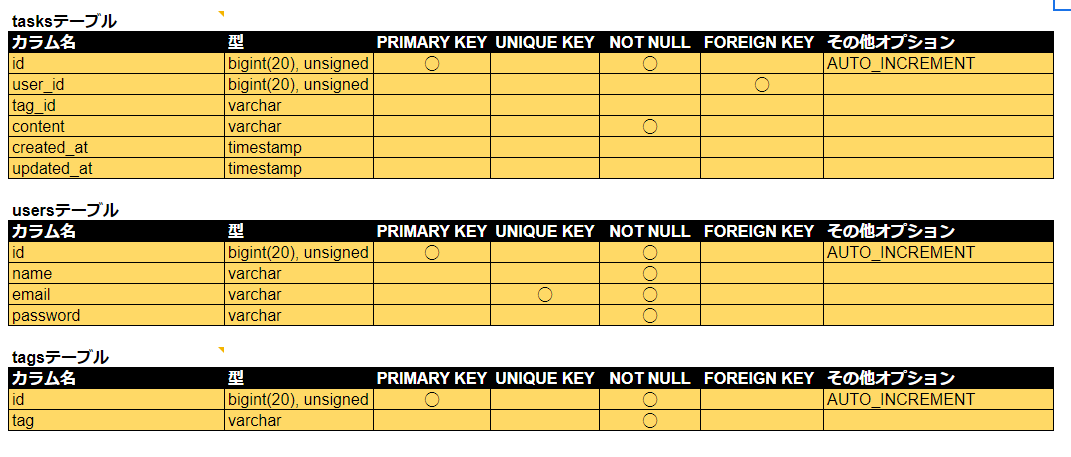 tasksテーブル
カラム名 型 PRIMARY KEY UNIQUE KEY NOT NULL FOREIGN KEY その他オプション
id bigint(20), unsigned ○ ○ AUTO_INCREMENT
user_id bigint(20), unsigned ○
tag_id varchar
content varchar ○
created_at timestamp
updated_at timestamp
usersテーブル
カラム名 型 PRIMARY KEY UNIQUE KEY NOT NULL FOREIGN KEY その他オプション
id bigint(20), unsigned ○ ○ AUTO_INCREMENT
name varchar ○
email varchar ○ ○
password varchar ○
tagsテーブル
カラム名 型 PRIMARY KEY UNIQUE KEY NOT NULL FOREIGN KEY その他オプション
id bigint(20), unsigned ○ ○ AUTO_INCREMENT
tag varchar ○